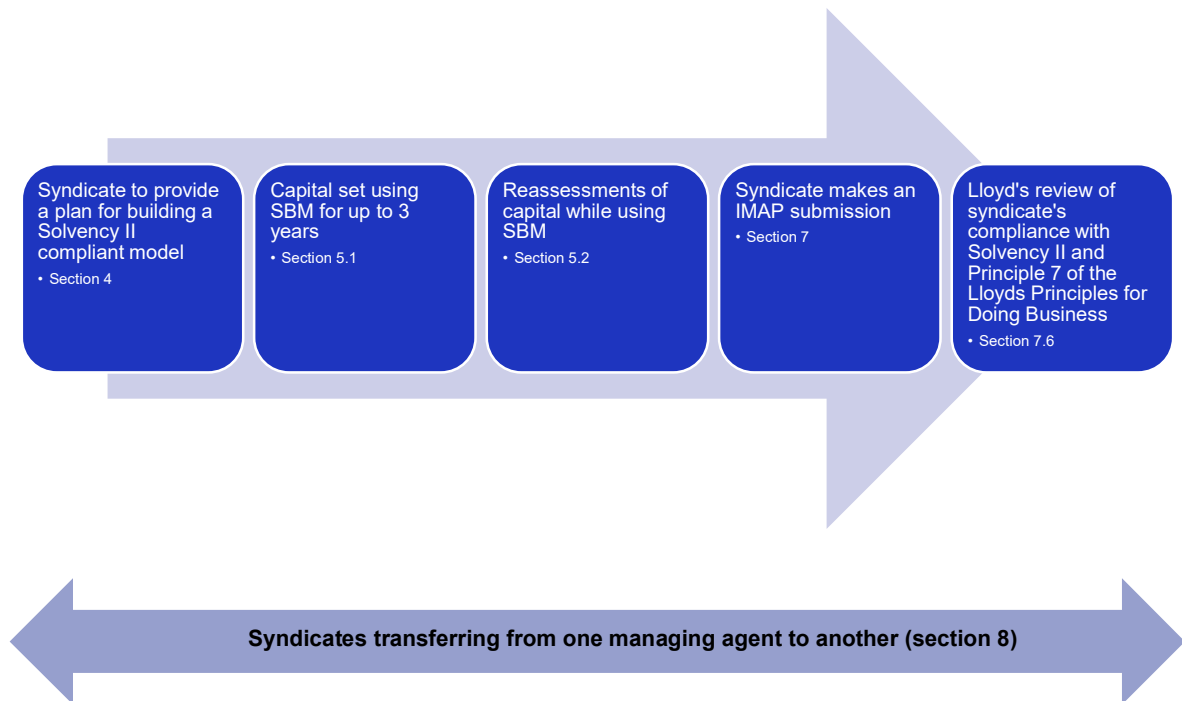 Syndicate to provide
a plan for building a
Solvency II
compliant model
• Section 4
Capital set using
SBM for up to 3
years
• Section 5.1
Reassessments of
capital while using
SBM
• Section 5.2
Syndicate makes an
IMAP submission
• Section 7
Lloyd's review of
syndicate's
compliance with
Solvency II and
Principle 7 of the
Lloyds Principles for
Doing Business
• Section 7.6
Syndicates transferring from one managing agent to another (section 8)